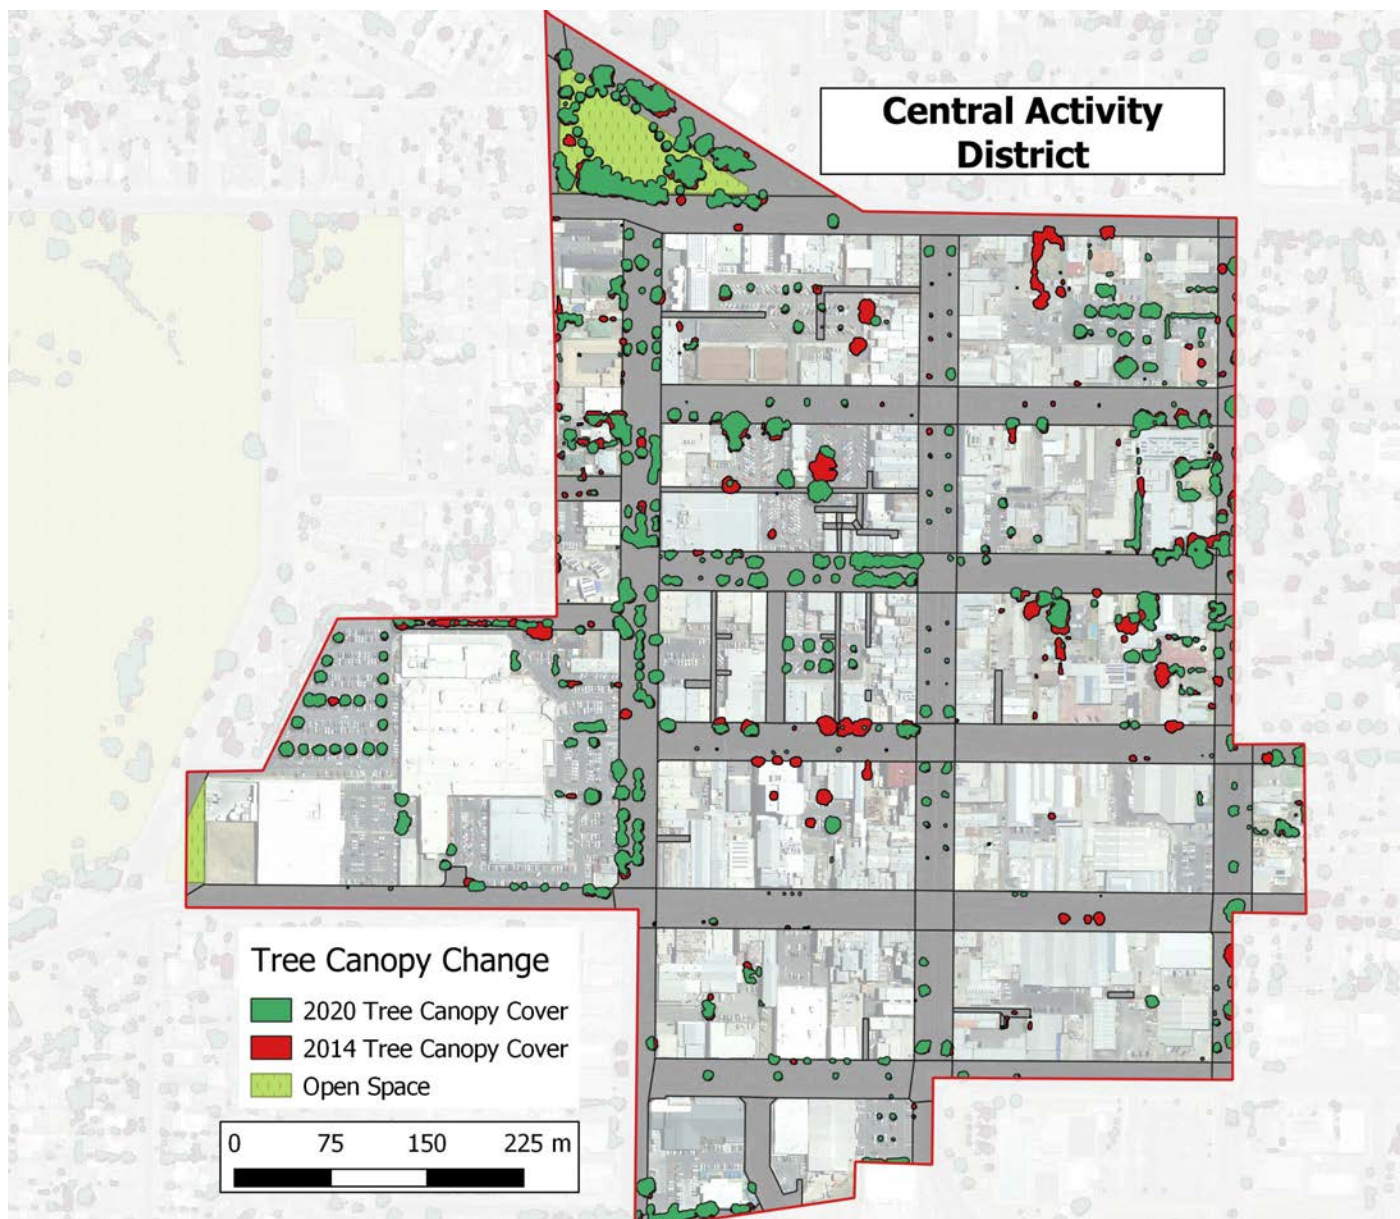 Central Activity
District
Tree Canopy Change
2020 Tree Canopy Cover
2014 Tree Canopy Cover
Open Space
0 75 150 225 m